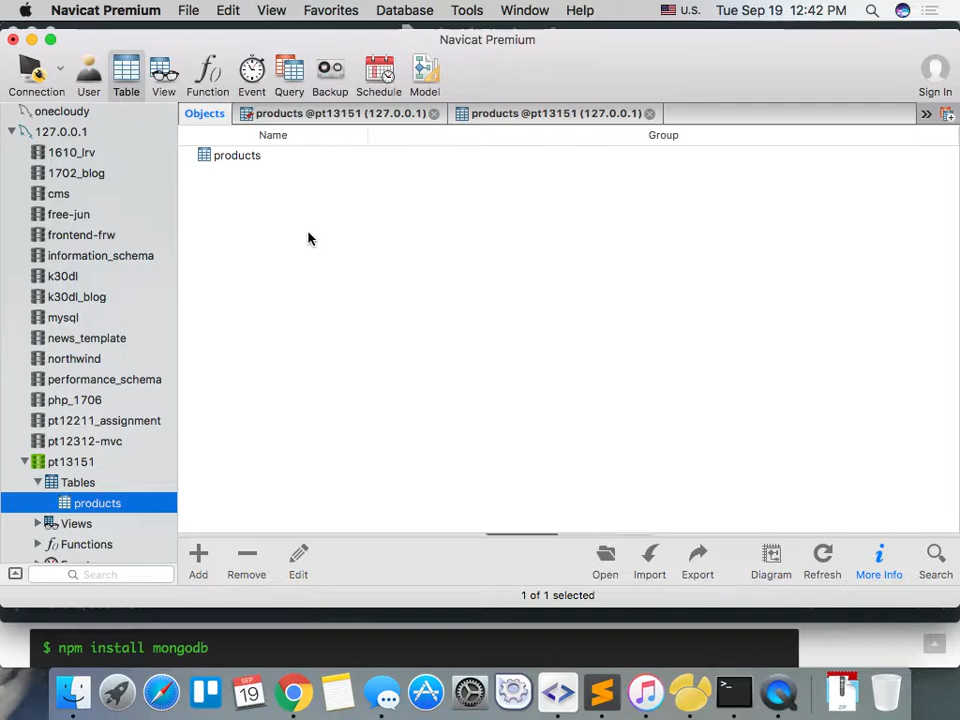 Navicat Premium File Edit View Favorites Database Tools Window Help U.S. Tue Sep 19 12:42 PM
Navicat Premium
Connection User Table View Function Event Query Backup Schedule Model Sign In
onecloudy
127.0.0.1
1610_lrv
1702_blog
cms
free-jun
frontend-frw
information_schema
k30dl
k30dl_blog
mysql
news_template
northwind
performance_schema
php_1706
pt12211_assignment
pt12312-mvc
pt13151
Tables
products
Views
Functions
Search
Objects products @pt13151 (127.0.0.1) products @pt13151 (127.0.0.1)
Name Group
products
Add Remove Edit Open Import Export Diagram Refresh More Info Search
1 of 1 selected
$ npm install mongodb
SEP
19
ZIP